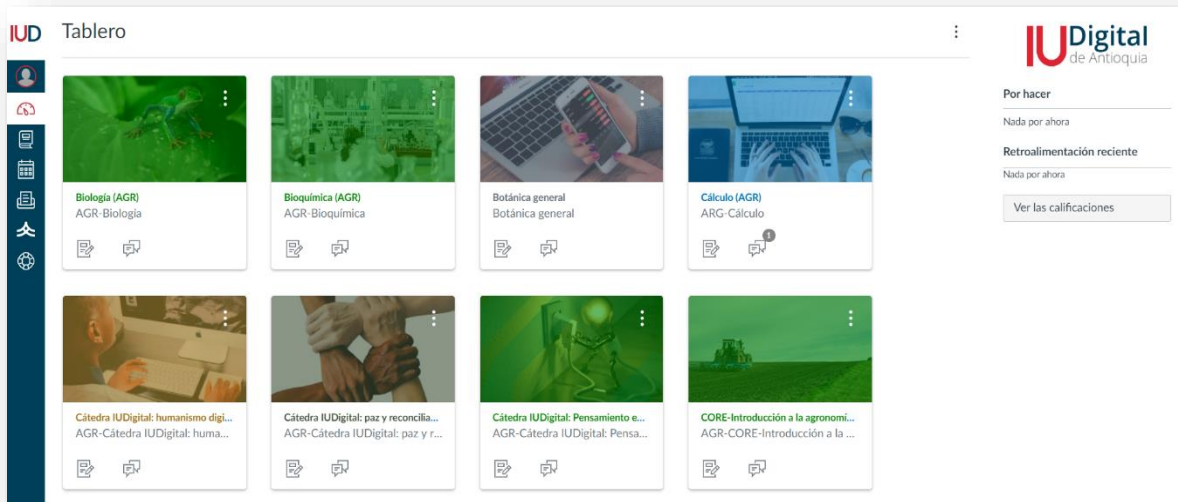 IUD
Tablero
IUDigital
de Antioquia
Por hacer
Nada por ahora
Retroalimentación reciente
Nada por ahora
Ver las calificaciones
Biología (AGR)
AGR-Biología
Bioquímica (AGR)
AGR-Bioquímica
Botánica general
Botánica general
Cálculo (AGR)
ARG-Cálculo
1
Cátedra IUDigital: humanismo digi...
AGR-Cátedra IUDigital: huma...
Cátedra IUDigital: paz y reconcilia...
AGR-Cátedra IUDigital: paz y r...
Cátedra IUDigital: Pensamiento e...
AGR-Cátedra IUDigital: Pensa...
CORE-Introducción a la agronomí...
AGR-CORE-Introducción a la ...